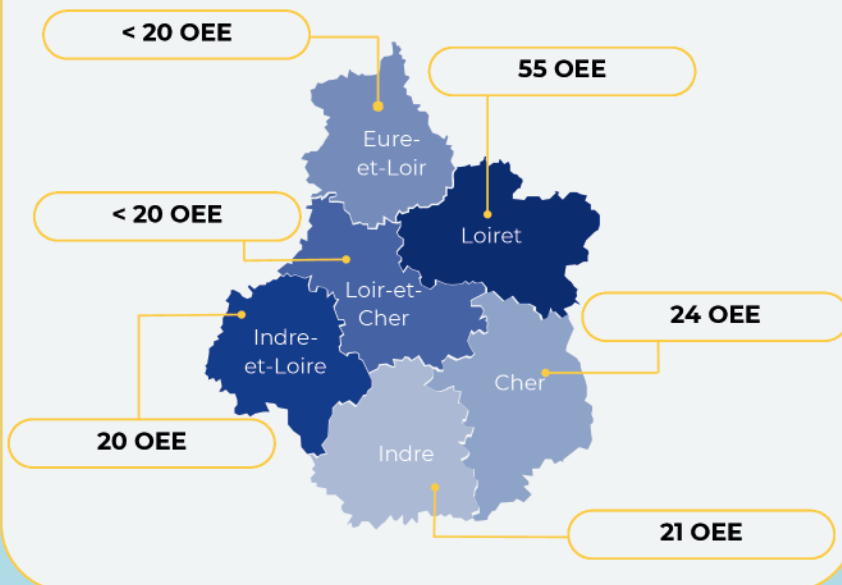 < 20 OEE
55 OEE
Eure-
et-Loir
< 20 OEE
Loiret
Loir-et-
Cher
24 OEE
Indre-
et-Loire
Cher
20 OEE
Indre
21 OEE